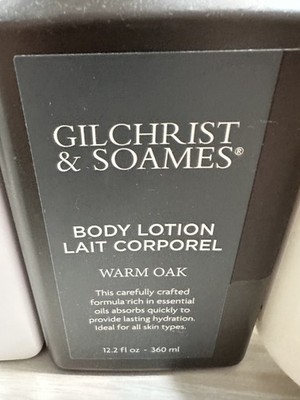 GILCHRIST
& SOAMES®
BODY LOTION
LAIT CORPOREL
WARM OAK
This carefully crafted
formula rich in essential
oils absorbs quickly to
provide lasting hydration.
Ideal for all skin types.
12.2 fl oz - 360 ml